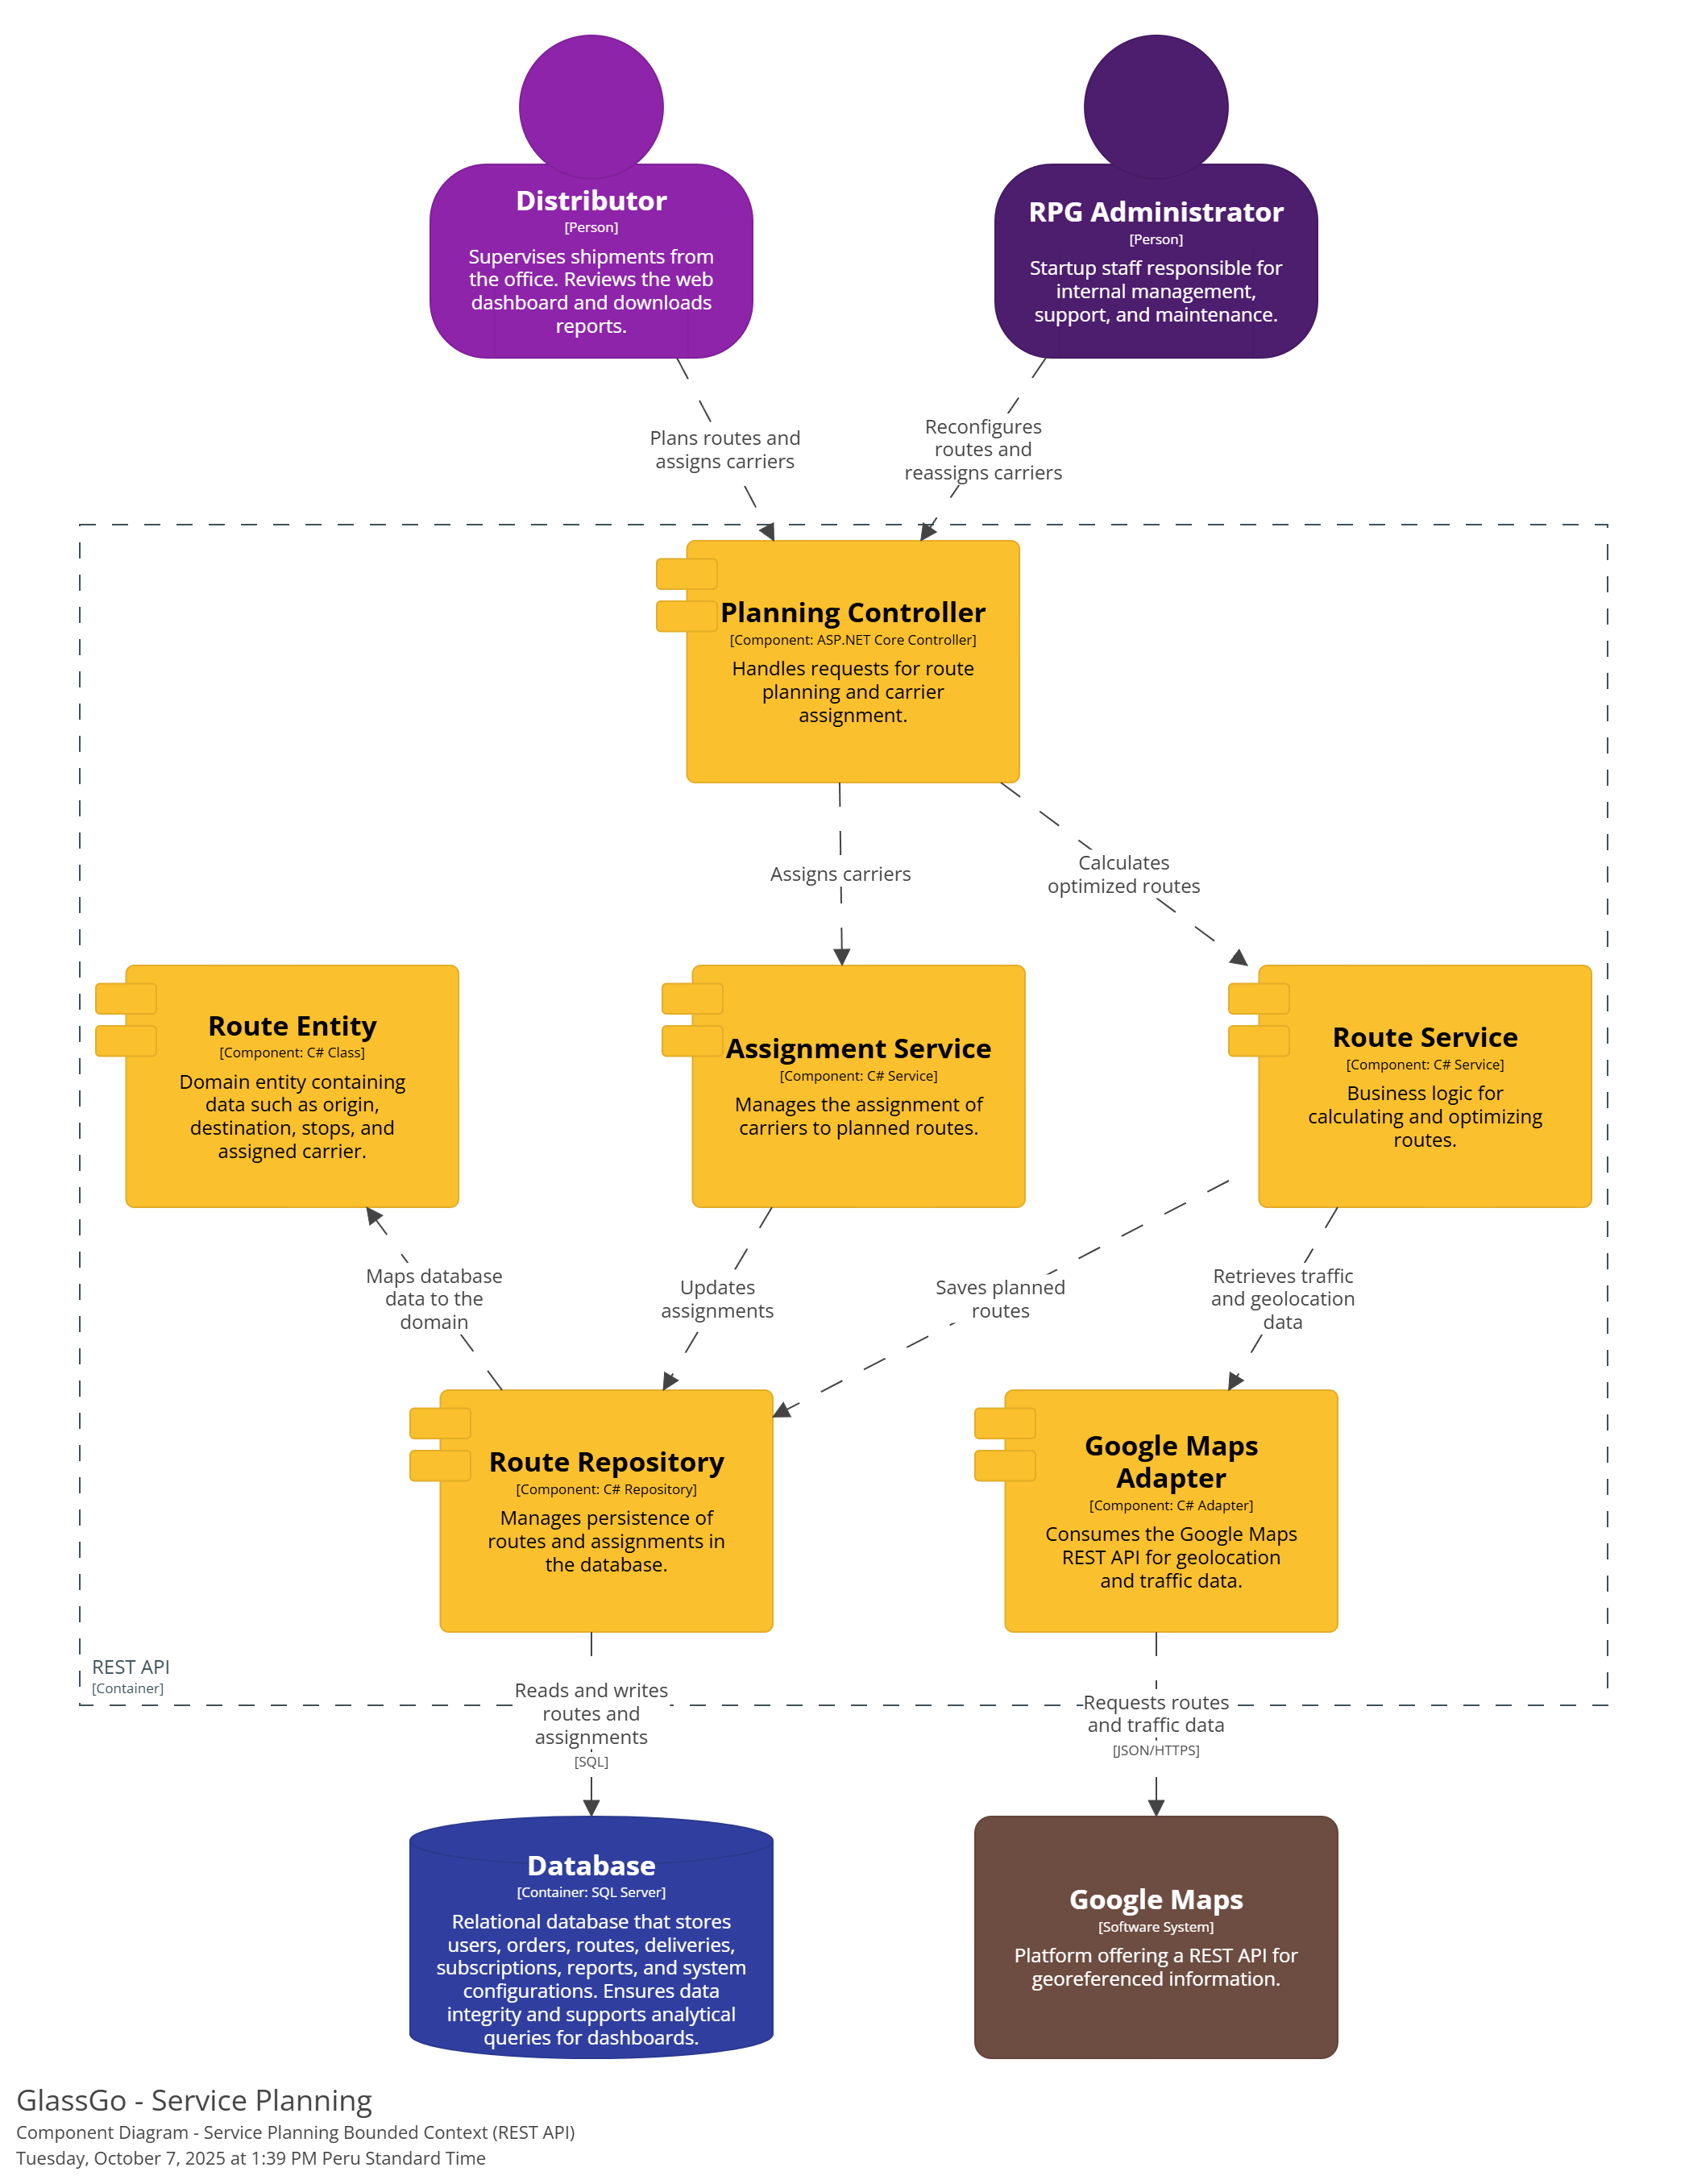 Distributor
[Person]
Supervises shipments from
the office. Reviews the web
dashboard and downloads
reports.
RPG Administrator
[Person]
Startup staff responsible for
internal management,
support, and maintenance.
Plans routes and
assigns carriers
Reconfigures
routes and
reassigns carriers
Planning Controller
[Component: ASP.NET Core Controller]
Handles requests for route
planning and carrier
assignment.
Assigns carriers
Calculates
optimized routes
Route Entity
[Component: C# Class]
Domain entity containing
data such as origin,
destination, stops, and
assigned carrier.
Assignment Service
[Component: C# Service]
Manages the assignment of
carriers to planned routes.
Route Service
[Component: C# Service]
Business logic for
calculating and optimizing
routes.
Maps database
data to the
domain
Updates
assignments
Saves planned
routes
Retrieves traffic
and geolocation
data
Route Repository
[Component: C# Repository]
Manages persistence of
routes and assignments in
the database.
Google Maps
Adapter
[Component: C# Adapter]
Consumes the Google Maps
REST API for geolocation
and traffic data.
REST API
[Container]
Reads and writes
routes and
assignments
[SQL]
Requests routes
and traffic data
[JSON/HTTPS]
Database
[Container: SQL Server]
Relational database that stores
users, orders, routes, deliveries,
subscriptions, reports, and system
configurations. Ensures data
integrity and supports analytical
queries for dashboards.
Google Maps
[Software System]
Platform offering a REST API for
georeferenced information.
GlassGo - Service Planning
Component Diagram - Service Planning Bounded Context (REST API)
Tuesday, October 7, 2025 at 1:39 PM Peru Standard Time